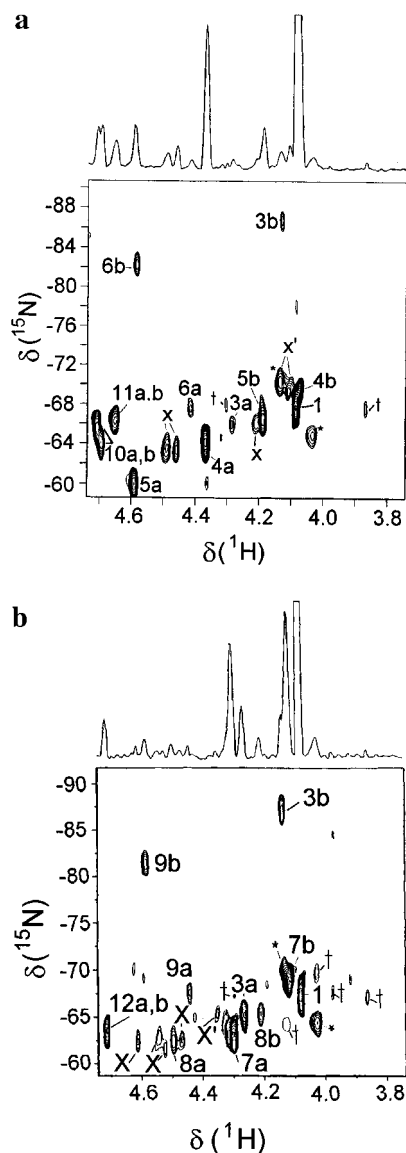 a
-88
-84
-80
-76
-72
-68
-64
-60
δ(¹⁵N)
3b
6b
x'
*
4b
11a.b
6a
†
3a
5b
1
†
x
x
10a,b
5a
4a
*
4.6
4.4
4.2
4.0
3.8
δ(¹H)
b
-90
-85
-80
-75
-70
-65
-60
δ(¹⁵N)
3b
9b
*
7b
†
9a
†
3a
1
†
†
12a,b
X
X'
8b
†
*
X
X
8a
7a
4.6
4.4
4.2
4.0
3.8
δ(¹H)